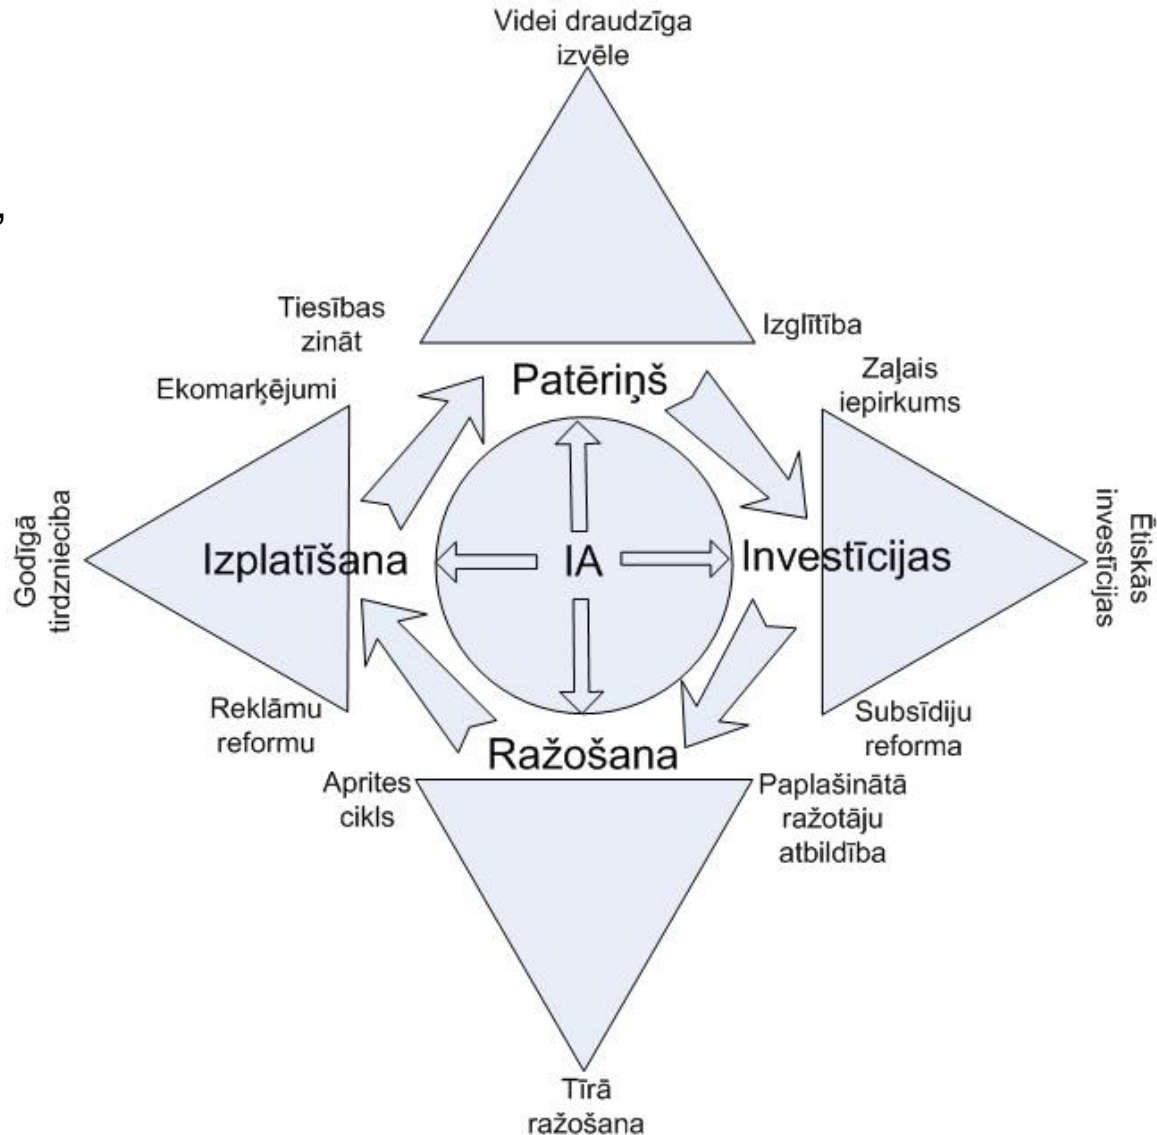 Videi draudzīga
izvēle
,
Tiesības
zināt
Izglītība
Ekomarķējumi
Patēriņš
Zaļais
iepirkums
Godīgā
tirdzniecība
Izplatīšana
IA
Investīcijas
Ētiskās
investīcijas
Reklāmu
reformu
Subsīdiju
reforma
Ražošana
Aprites
cikls
Paplašinātā
ražotāju
atbildība
Tīrā
ražošana